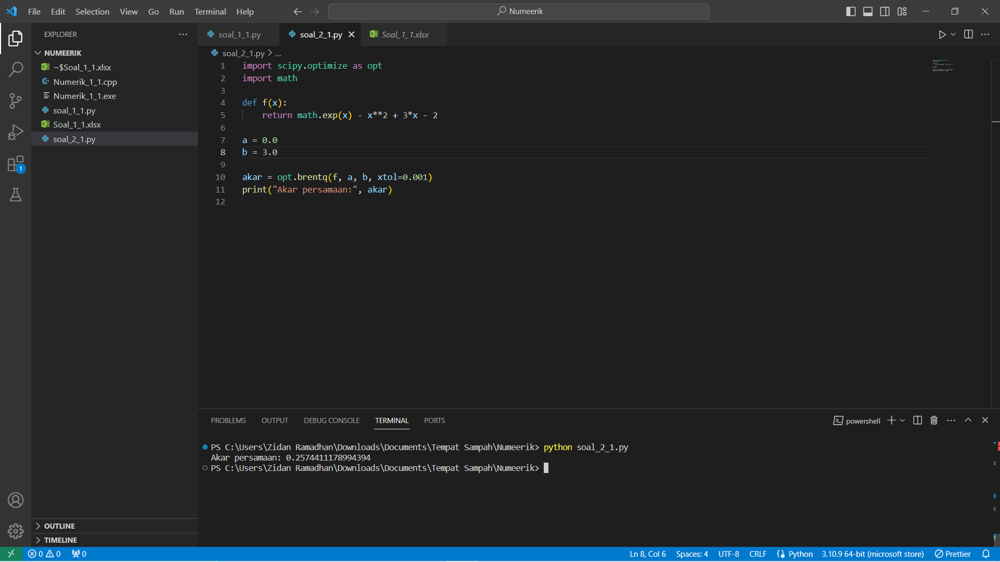 File Edit Selection View Go Run Terminal Help
Numeerik
EXPLORER
NUMEERIK
~$Soal_1_1.xlsx
Numerik_1_1.cpp
Numerik_1_1.exe
soal_1_1.py
Soal_1_1.xlsx
soal_2_1.py
OUTLINE
TIMELINE
soal_1_1.py soal_2_1.py Soal_1_1.xlsx
soal_2_1.py > ...
1 import scipy.optimize as opt
2 import math
3
4 def f(x):
5 return math.exp(x) - x**2 + 3*x - 2
6
7 a = 0.0
8 b = 3.0
9
10 akar = opt.brentq(f, a, b, xtol=0.001)
11 print("Akar persamaan:", akar)
12
PROBLEMS OUTPUT DEBUG CONSOLE TERMINAL PORTS
powershell
PS C:\Users\Zidan Ramadhan\Downloads\Documents\Tempat Sampah\Numeerik> python soal_2_1.py
Akar persamaan: 0.2574411178994394
PS C:\Users\Zidan Ramadhan\Downloads\Documents\Tempat Sampah\Numeerik>
1
0 0 0
Ln 8, Col 6 Spaces: 4 UTF-8 CRLF Python 3.10.9 64-bit (microsoft store) Prettier